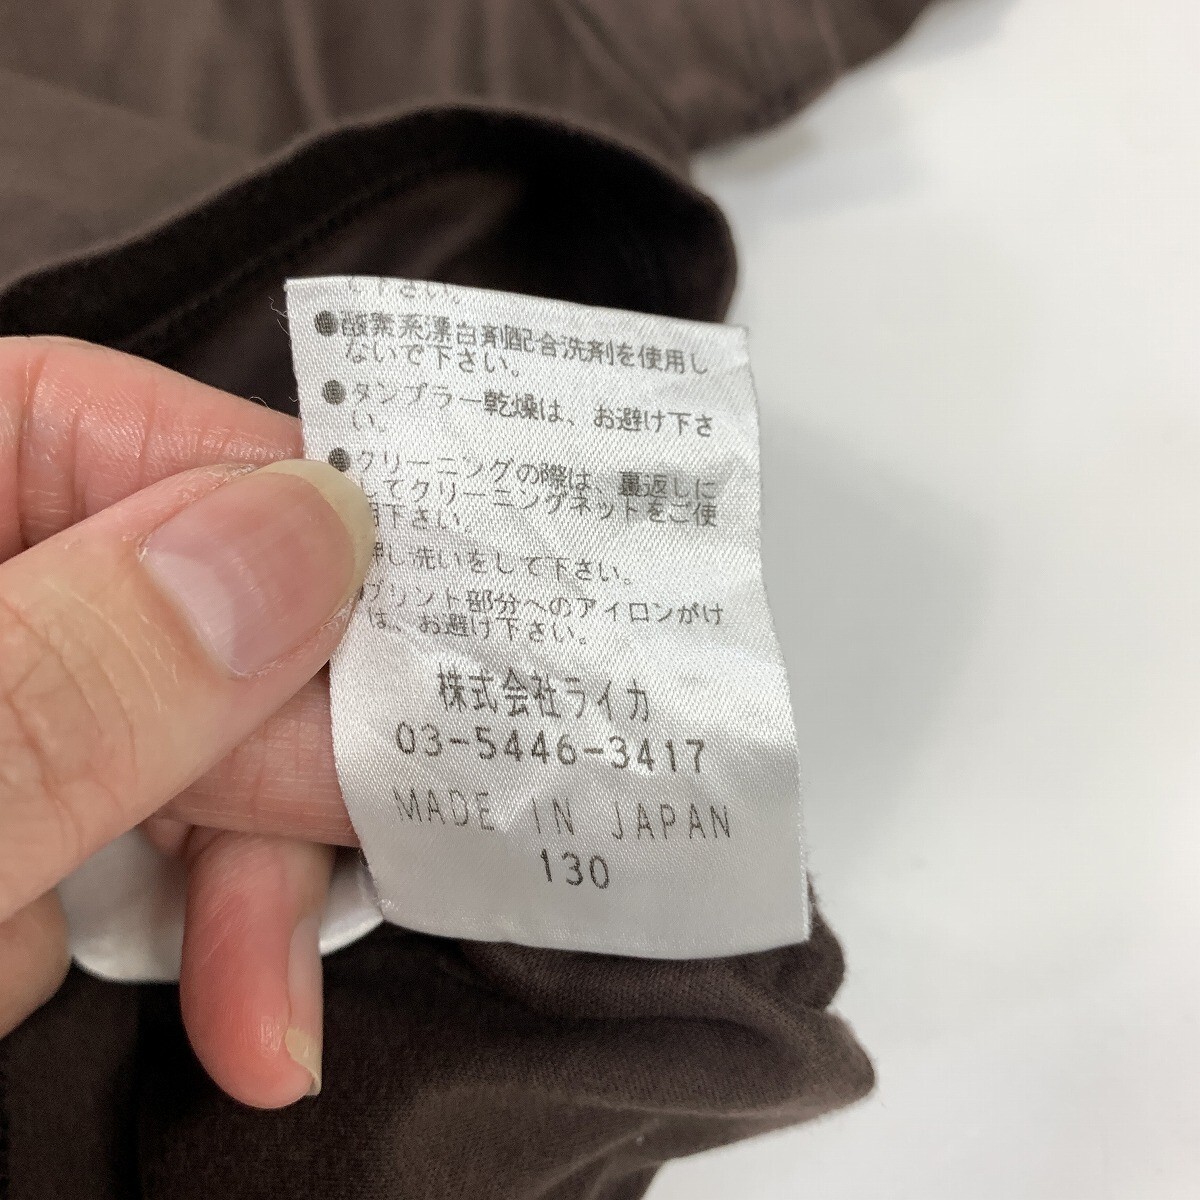 下さい。
●酸素系漂白剤配合洗剤を使用し
ないで下さい。
●タンブラー乾燥は、お避け下さ
い。
●クリーニングの際は、裏返しに
してクリーニングネットをご使
用下さい。
押し洗いをして下さい。
プリント部分へのアイロンがけ
は、お避け下さい。
株式会社ライカ
03-5446-3417
MADE IN JAPAN
130